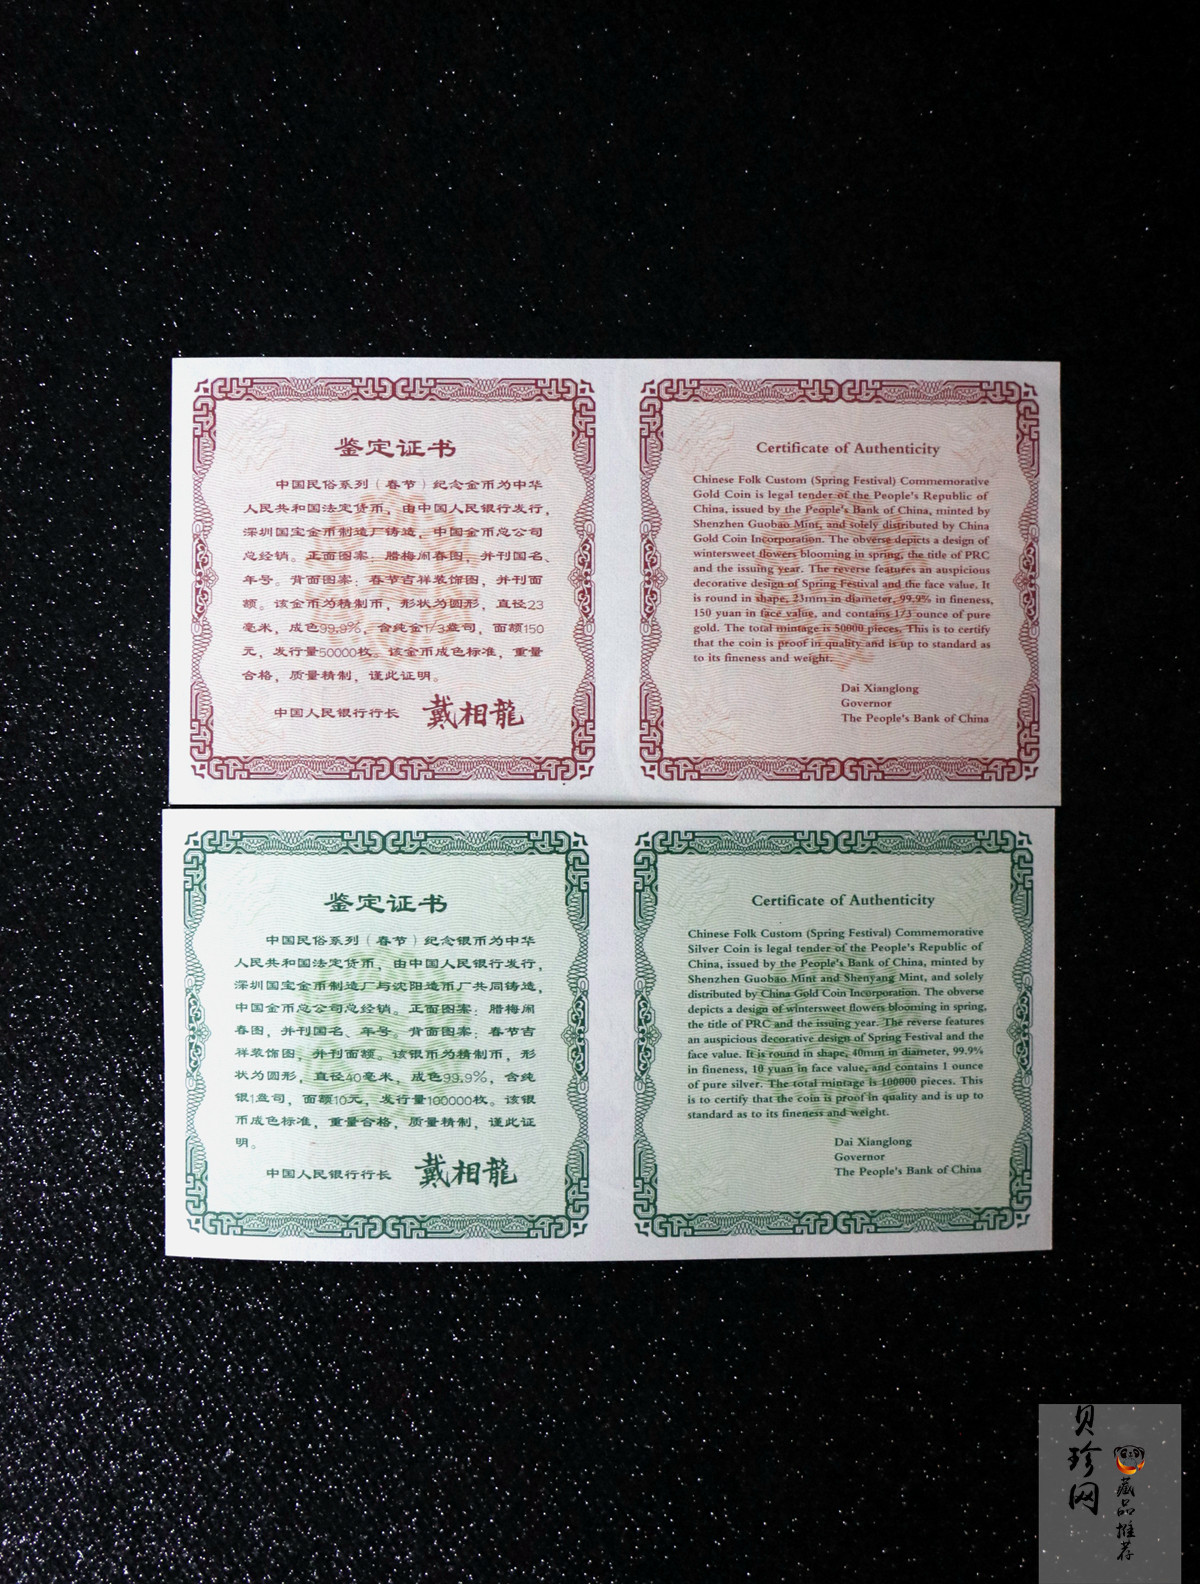 鉴定证书
中国民俗系列(春节)纪念金币为中华
人民共和国法定货币，由中国人民银行发行，
深圳国宝金币制造厂铸造，中国金币总公司
总经销。正面图案：腊梅闹春图，并刊国名、
年号。背面图案：春节吉祥装饰图，并刊面
额。该金币为精制币，形状为圆形，直径23
毫米，成色99.9%，含纯金1/3盎司，面额150
元，发行量50000枚。该金币成色标准，重量
合格，质量精制，谨此证明。
中国人民银行行长 戴相龍
Certificate of Authenticity
Chinese Folk Custom (Spring Festival) Commemorative
Gold Coin is legal tender of the People's Republic of
China, issued by the People's Bank of China, minted by
Shenzhen Guobao Mint, and solely distributed by China
Gold Coin Incorporation. The obverse depicts a design of
wintersweet flowers blooming in spring, the title of PRC
and the issuing year. The reverse features an auspicious
decorative design of Spring Festival and the face value. It
is round in shape, 23mm in diameter, 99.9% in fineness,
150 yuan in face value, and contains 1/3 ounce of pure
gold. The total mintage is 50000 pieces. This is to certify
that the coin is proof in quality and is up to standard as
to its fineness and weight.
Dai Xianglong
Governor
The People's Bank of China
鉴定证书
中国民俗系列(春节)纪念银币为中华
人民共和国法定货币，由中国人民银行发行，
深圳国宝金币制造厂与沈阳造币厂共同铸造，
中国金币总公司总经销。正面图案：腊梅闹
春图，并刊国名、年号。背面图案：春节吉
祥装饰图，并刊面额。该银币为精制币，形
状为圆形，直径40毫米，成色99.9%，含纯
银1盎司，面额10元，发行量100000枚。该银
币成色标准，重量合格，质量精制，谨此证
明。
中国人民银行行长 戴相龍
Certificate of Authenticity
Chinese Folk Custom (Spring Festival) Commemorative
Silver Coin is legal tender of the People's Republic of
China, issued by the People's Bank of China, minted by
Shenzhen Guobao Mint and Shenyang Mint, and solely
distributed by China Gold Coin Incorporation. The obverse
depicts a design of wintersweet flowers blooming in spring,
the title of PRC and the issuing year. The reverse features
an auspicious decorative design of Spring Festival and the
face value. It is round in shape, 40mm in diameter, 99.9%
in fineness, 10 yuan in face value, and contains 1 ounce
of pure silver. The total mintage is 100000 pieces. This
is to certify that the coin is proof in quality and is up to
standard as to its fineness and weight.
Dai Xianglong
Governor
The People's Bank of China
贝珍网
藏品推荐